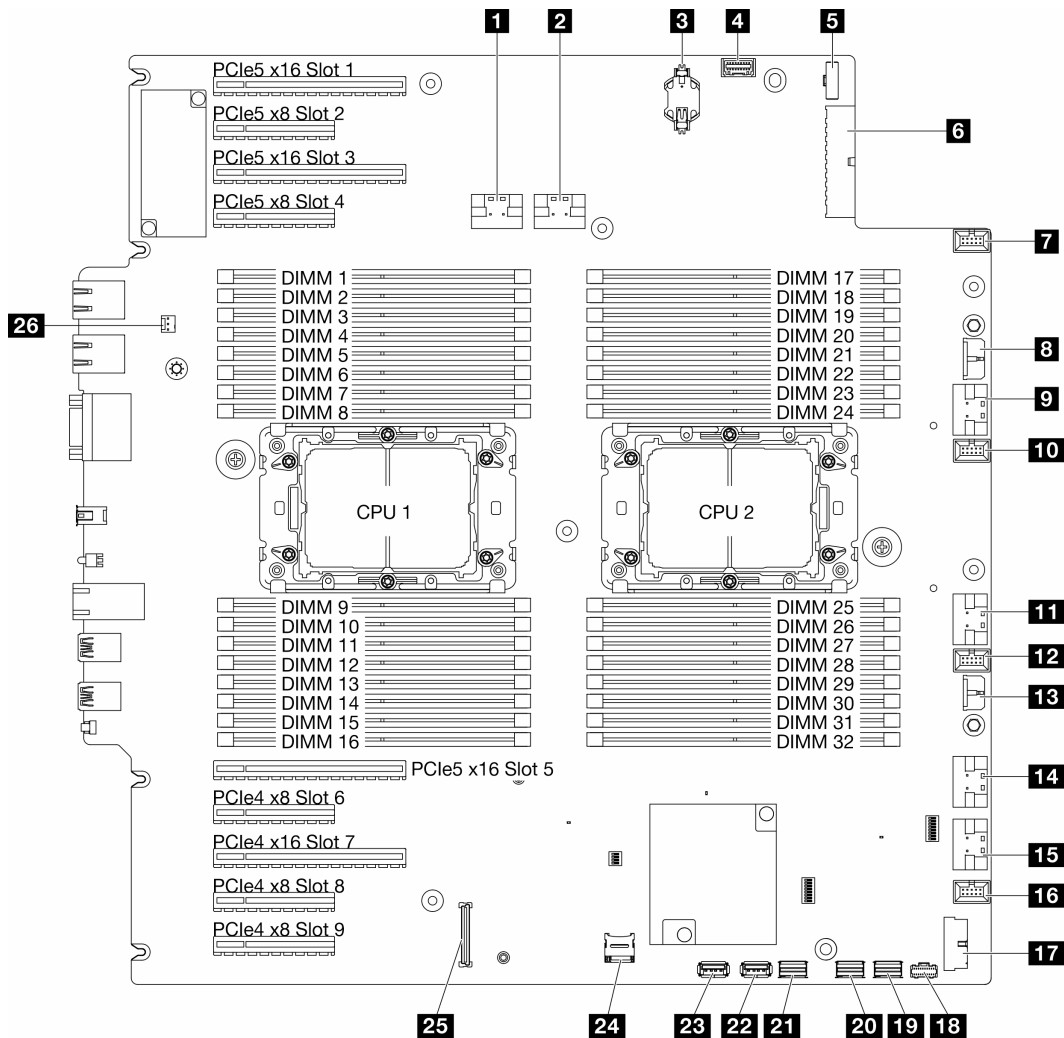 1 2 3 4 5
PCIe5 x16 Slot 1
PCIe5 x8 Slot 2
6
PCIe5 x16 Slot 3
PCIe5 x8 Slot 4
7
DIMM 1 DIMM 17
DIMM 2 DIMM 18
DIMM 3 DIMM 19
26
DIMM 4 DIMM 20
DIMM 5 DIMM 21
8
DIMM 6 DIMM 22
DIMM 7 DIMM 23
9
DIMM 8 DIMM 24
10
CPU 1 CPU 2
DIMM 9 DIMM 25
11
DIMM 10 DIMM 26
DIMM 11 DIMM 27
12
DIMM 12 DIMM 28
DIMM 13 DIMM 29
13
DIMM 14 DIMM 30
DIMM 15 DIMM 31
DIMM 16 DIMM 32
PCIe5 x16 Slot 5
14
PCIe4 x8 Slot 6
PCIe4 x16 Slot 7
15
PCIe4 x8 Slot 8
16
PCIe4 x8 Slot 9
17
25 24 23 22 21 20 19 18